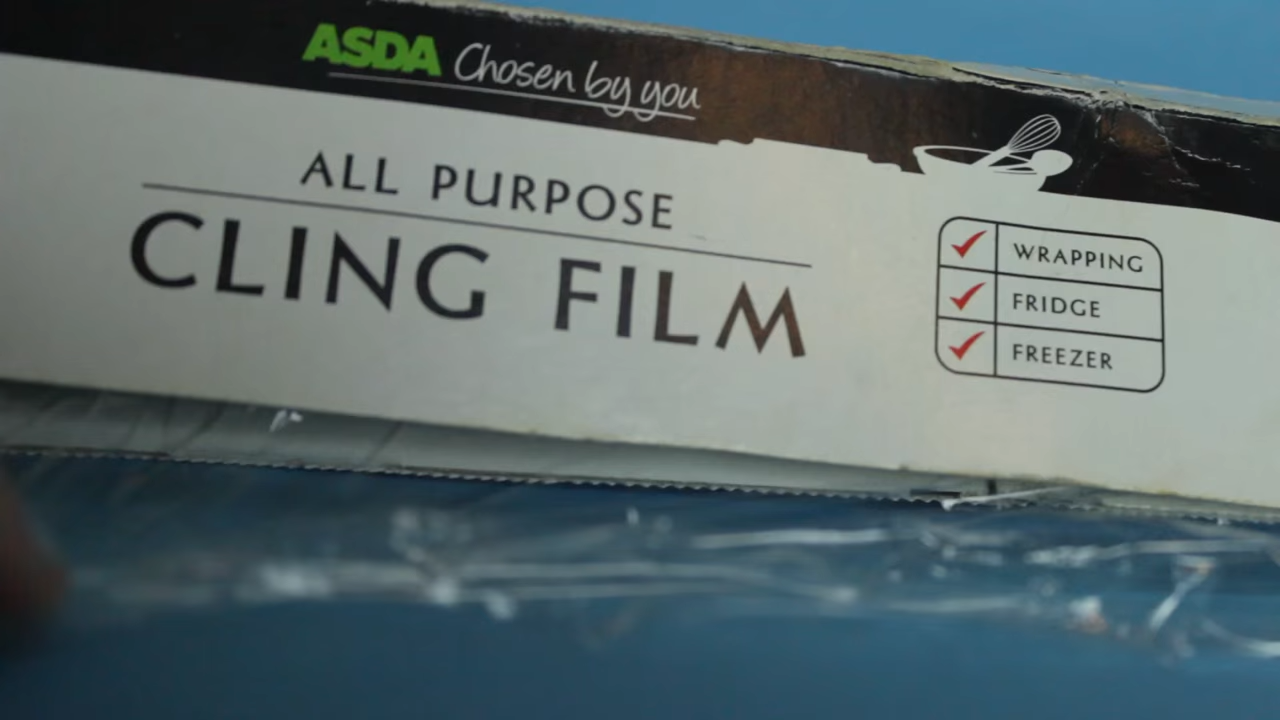 ASDA Chosen by you
ALL PURPOSE
CLING FILM
WRAPPING
FRIDGE
FREEZER